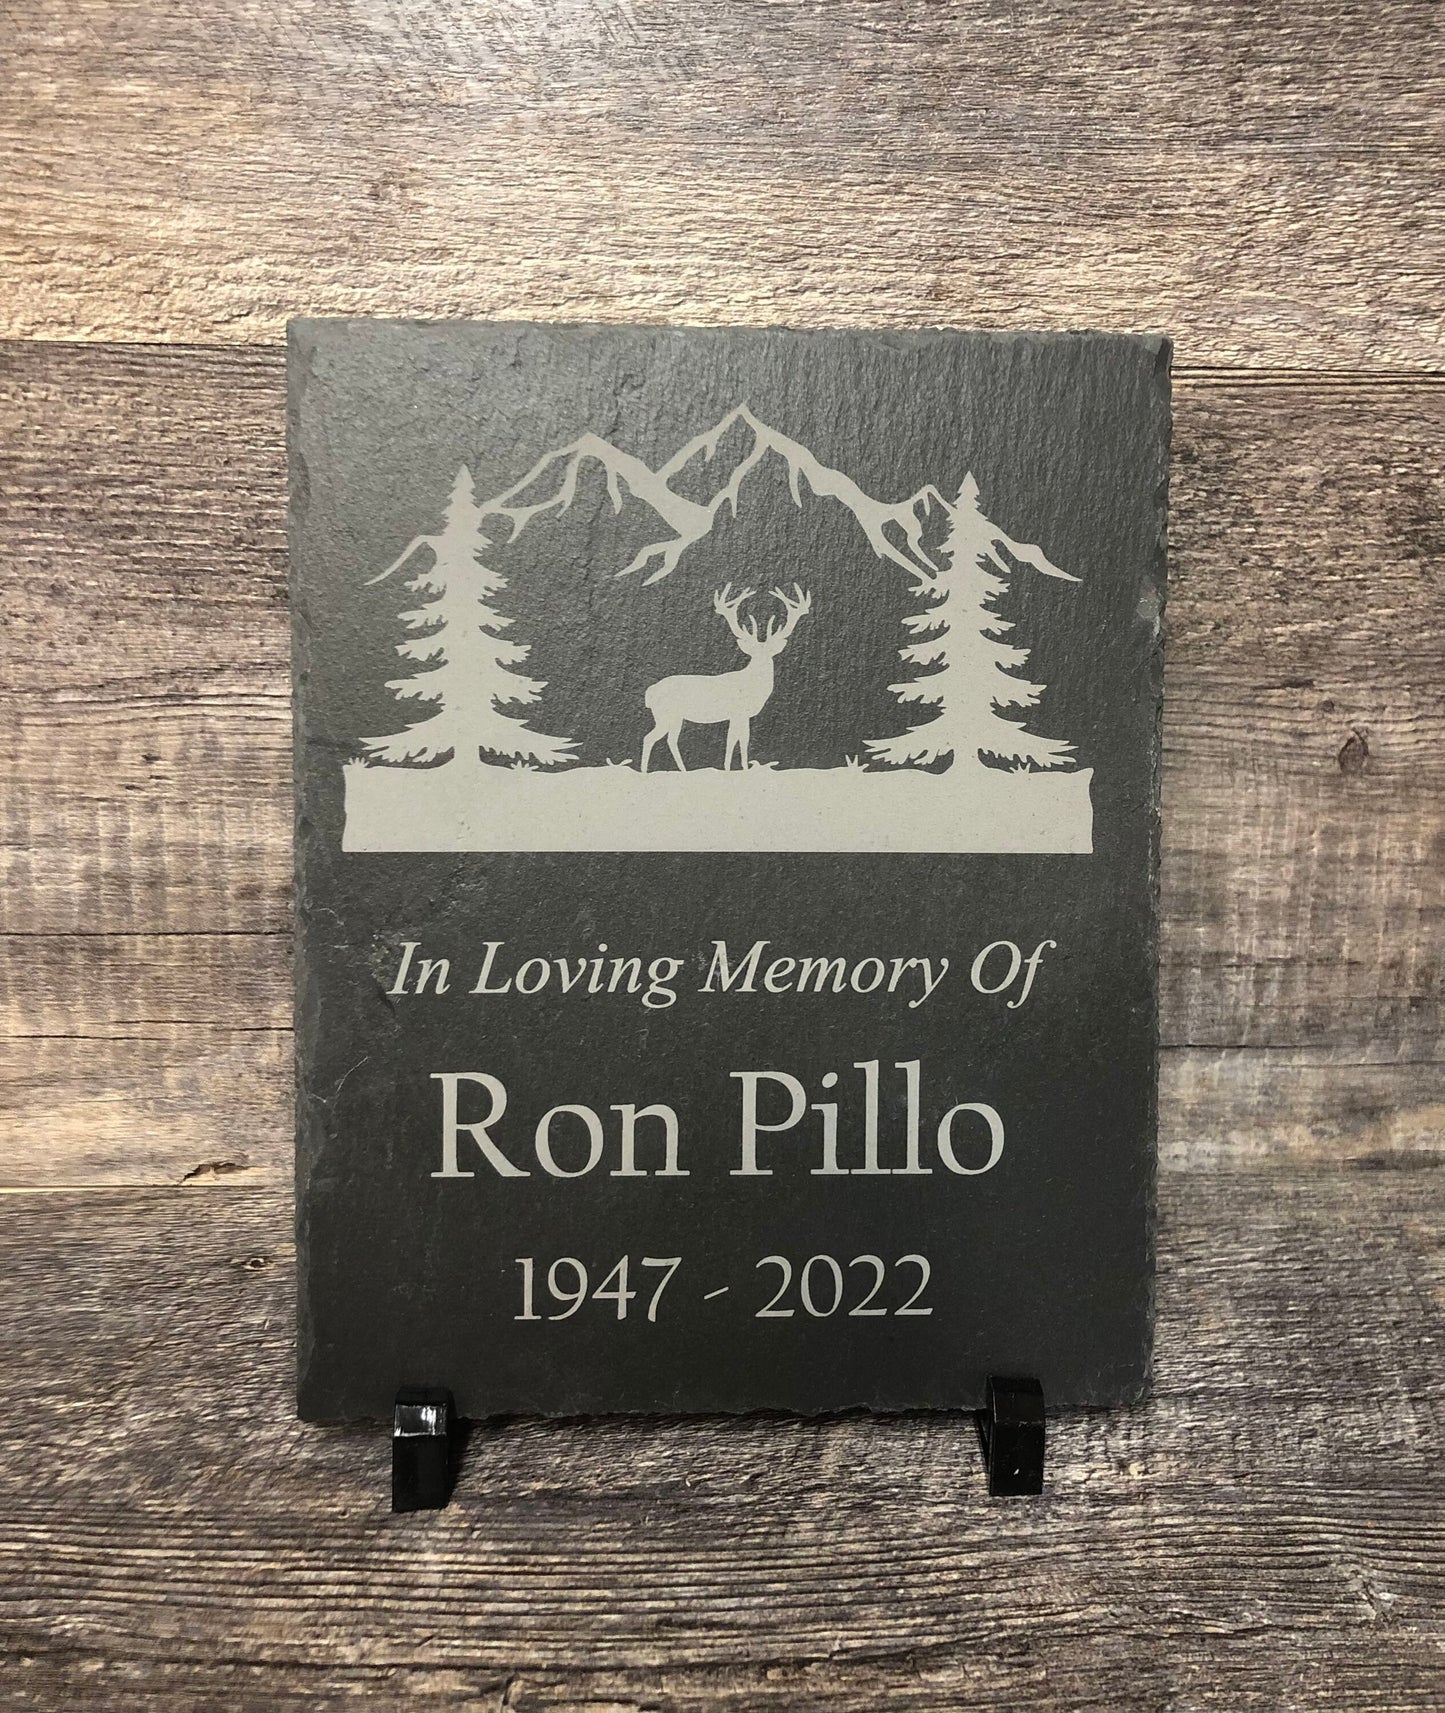 In Loving Memory Of
Ron Pillo
1947 - 2022